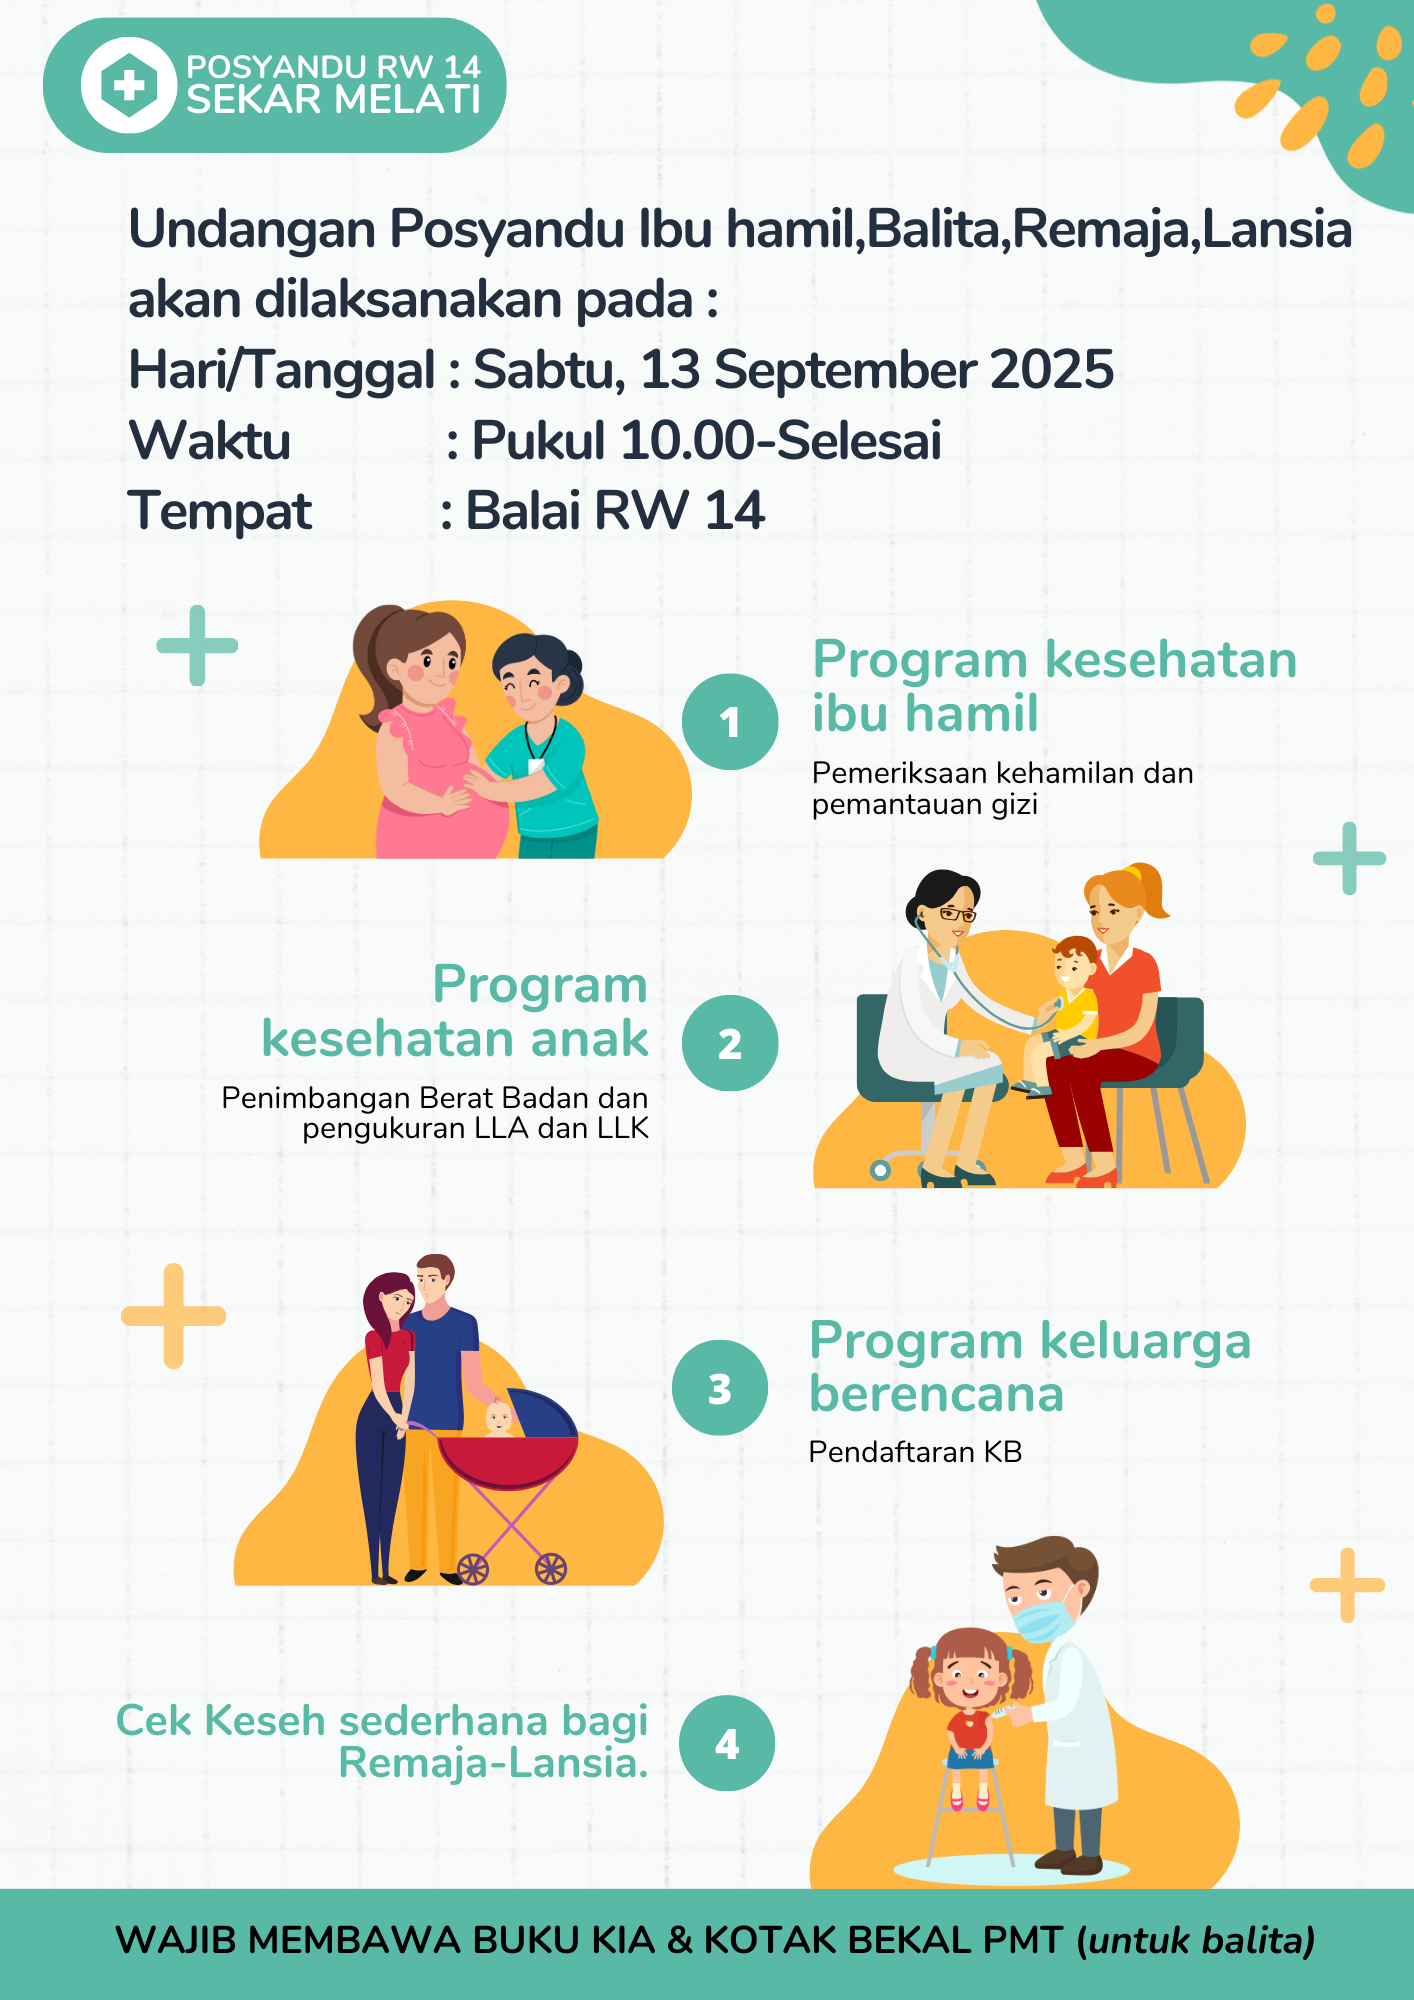 POSYANDU RW 14
SEKAR MELATI
Undangan Posyandu Ibu hamil,Balita,Remaja,Lansia
akan dilaksanakan pada :
Hari/Tanggal : Sabtu, 13 September 2025
Waktu : Pukul 10.00-Selesai
Tempat : Balai RW 14
1
Program kesehatan
ibu hamil
Pemeriksaan kehamilan dan
pemantauan gizi
Program
kesehatan anak
Penimbangan Berat Badan dan
pengukuran LLA dan LLK
2
3
Program keluarga
berencana
Pendaftaran KB
Cek Keseh sederhana bagi
Remaja-Lansia.
4
WAJIB MEMBAWA BUKU KIA & KOTAK BEKAL PMT (untuk balita)